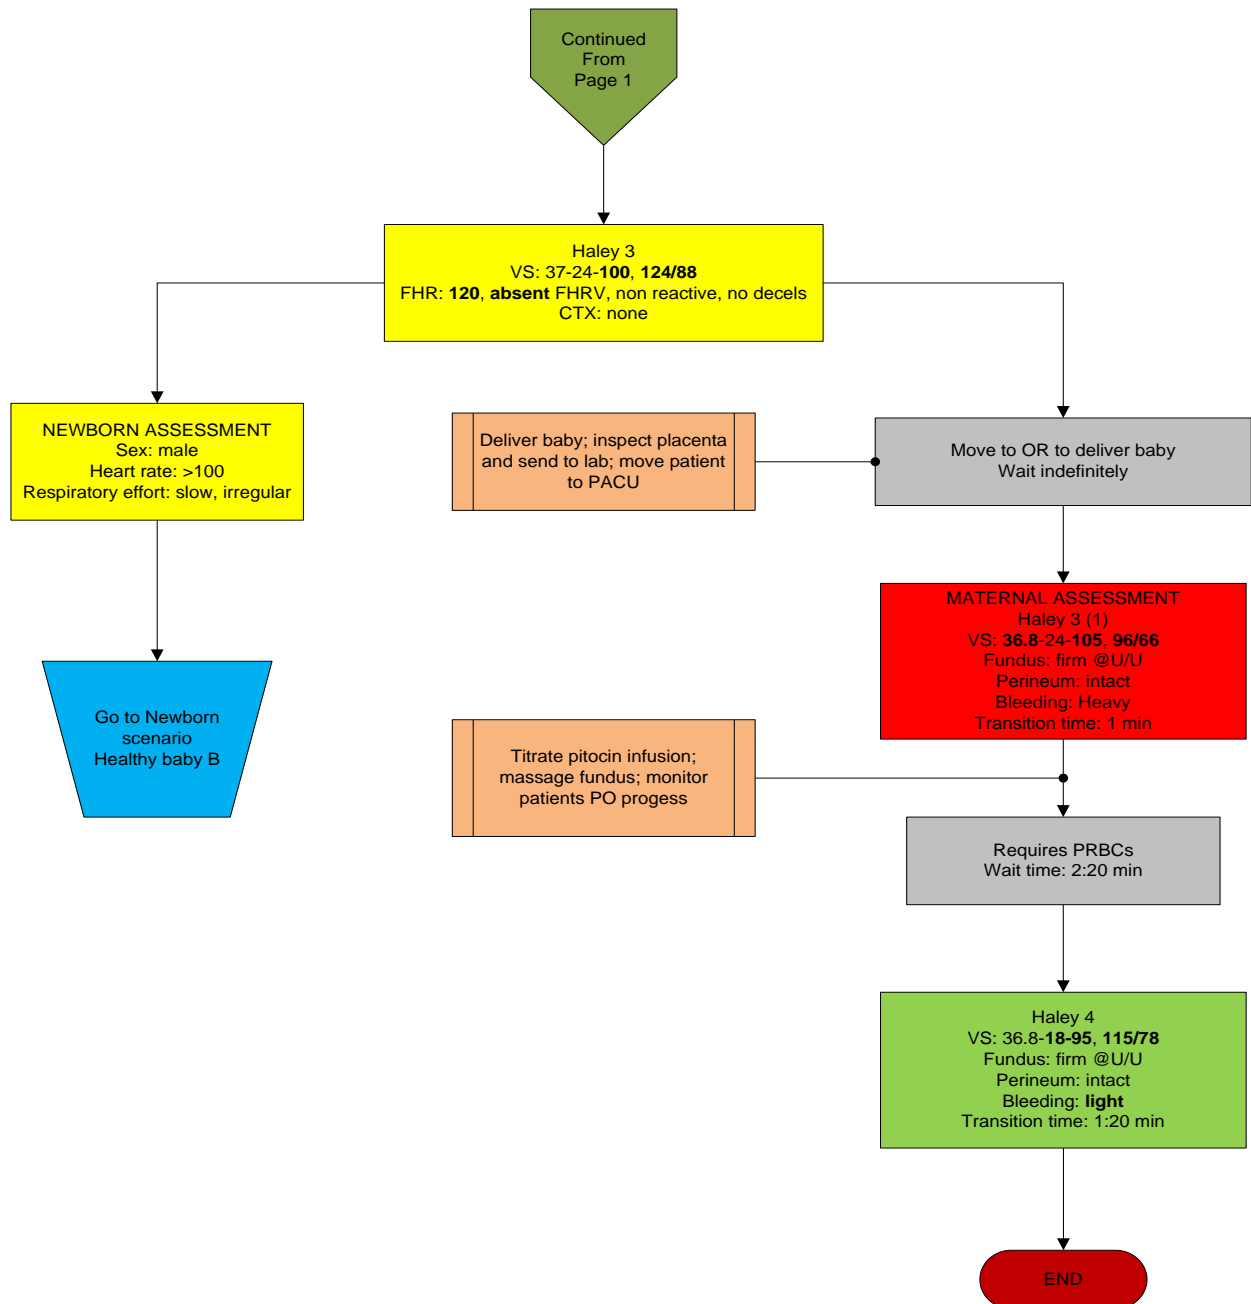 Continued
From
Page 1
Haley 3
VS: 37-24-100, 124/88
FHR: 120, absent FHRV, non reactive, no decels
CTX: none
NEWBORN ASSESSMENT
Sex: male
Heart rate: >100
Respiratory effort: slow, irregular
Go to Newborn
scenario
Healthy baby B
Deliver baby; inspect placenta
and send to lab; move patient
to PACU
Move to OR to deliver baby
Wait indefinitely
MATERNAL ASSESSMENT
Haley 3 (1)
VS: 36.8-24-105, 96/66
Fundus: firm @U/U
Perineum: intact
Bleeding: Heavy
Transition time: 1 min
Titrate pitocin infusion;
massage fundus; monitor
patients PO progess
Requires PRBCs
Wait time: 2:20 min
Haley 4
VS: 36.8-18-95, 115/78
Fundus: firm @U/U
Perineum: intact
Bleeding: light
Transition time: 1:20 min
END